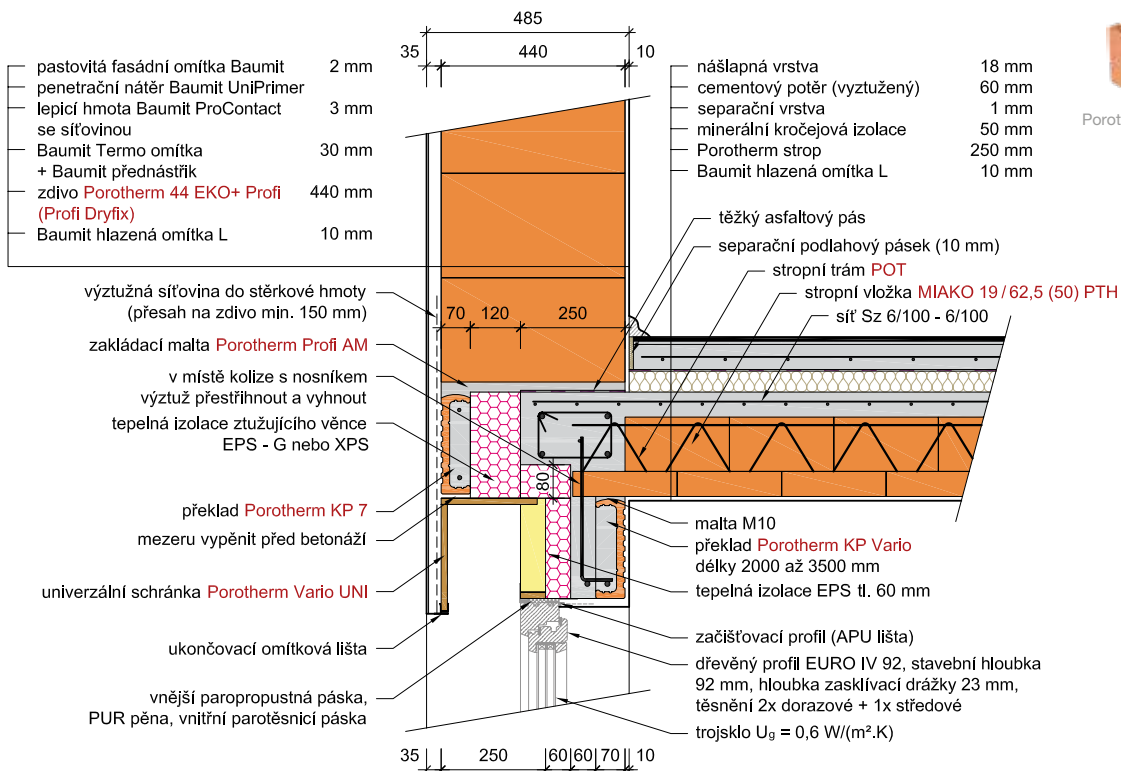 485
35 440 10
pastovitá fasádní omítka Baumit 2 mm
penetrační nátěr Baumit UniPrimer
lepicí hmota Baumit ProContact 3 mm
se síťovinou
Baumit Termo omítka 30 mm
+ Baumit přednástřik
zdivo Porotherm 44 EKO+ Profi 440 mm
(Profi Dryfix)
Baumit hlazená omítka L 10 mm
nášlapná vrstva 18 mm
cementový potěr (vyztužený) 60 mm
separační vrstva 1 mm
minerální kročejová izolace 50 mm
Porotherm strop 250 mm
Baumit hlazená omítka L 10 mm
Porot
těžký asfaltový pás
separační podlahový pásek (10 mm)
stropní trám POT
stropní vložka MIAKO 19/62,5 (50) PTH
síť Sz 6/100 - 6/100
výztužná síťovina do stěrkové hmoty
(přesah na zdivo min. 150 mm)
70 120 250
zakládací malta Porotherm Profi AM
v místě kolize s nosníkem
výztuž přestřihnout a vyhnout
tepelná izolace ztužujícího věnce
EPS - G nebo XPS
80
překlad Porotherm KP 7
mezeru vypěnit před betonáží
univerzální schránka Porotherm Vario UNI
ukončovací omítková lišta
vnější paropropustná páska,
PUR pěna, vnitřní parotěsnicí páska
malta M10
překlad Porotherm KP Vario
délky 2000 až 3500 mm
tepelná izolace EPS tl. 60 mm
začišťovací profil (APU lišta)
dřevěný profil EURO IV 92, stavební hloubka
92 mm, hloubka zasklívací drážky 23 mm,
těsnění 2x dorazové + 1x středové
trojsklo Ug = 0,6 W/(m².K)
35 250 60 60 70 10